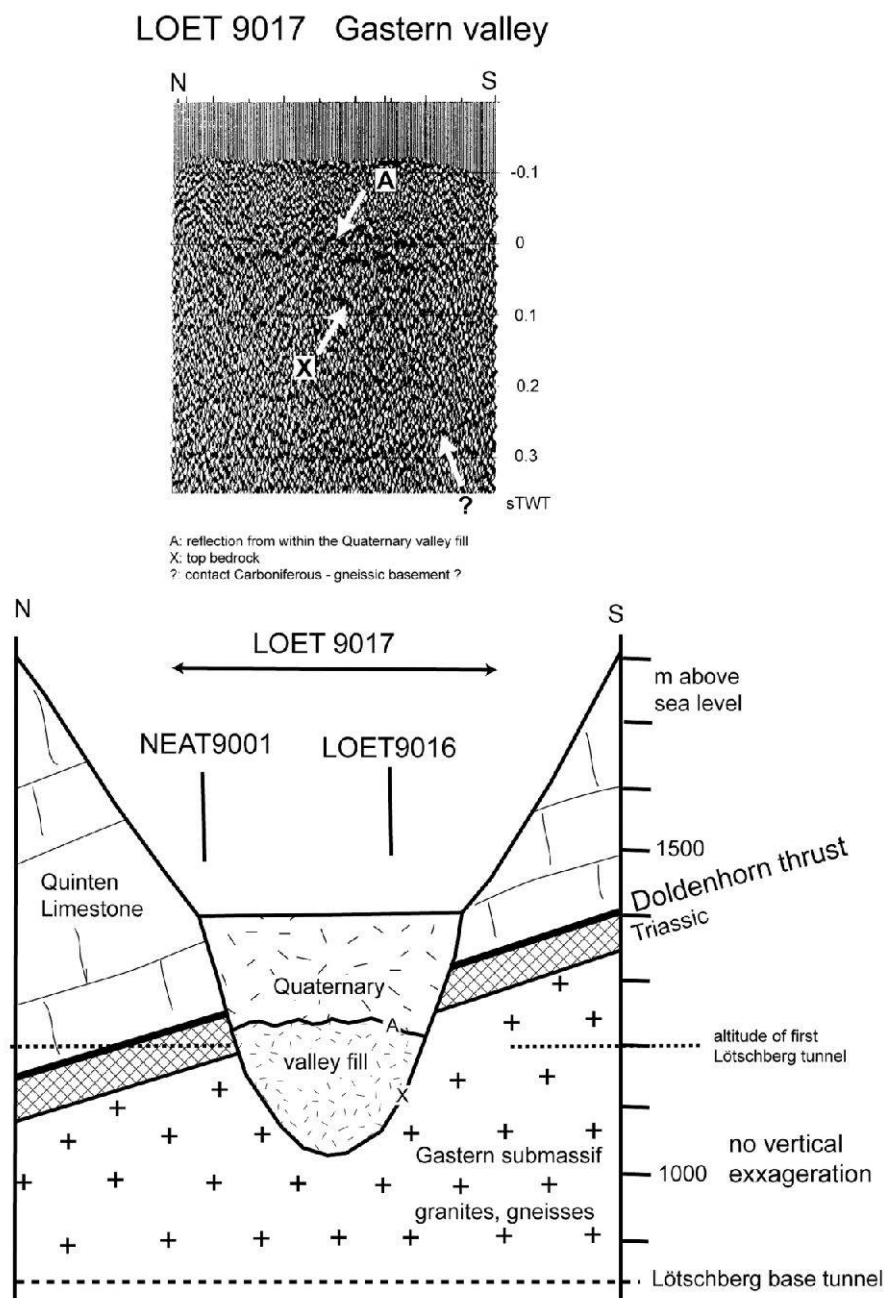 LOET 9017 Gastern valley
N S
A
-0.1
0
0.1
X
0.2
0.3
? sTWT
A: reflection from within the Quaternary valley fill
X: top bedrock
?: contact Carboniferous - gneissic basement ?
N S
LOET 9017
m above
sea level
NEAT9001 LOET9016
1500
Quinten
Limestone
Doldenhorn thrust
Triassic
Quaternary
A
valley fill
altitude of first
Lötschberg tunnel
X
Gastern submassif
1000
no vertical
exxageration
granites, gneisses
Lötschberg base tunnel